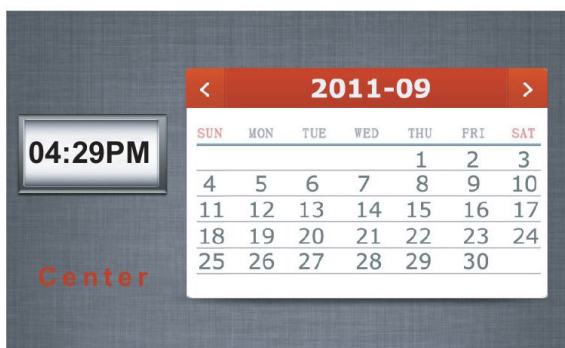 < 2011-09 >
SUN MON TUE WED THU FRI SAT
04:29PM
1 2 3
4 5 6 7 8 9 10
11 12 13 14 15 16 17
18 19 20 21 22 23 24
25 26 27 28 29 30
Center